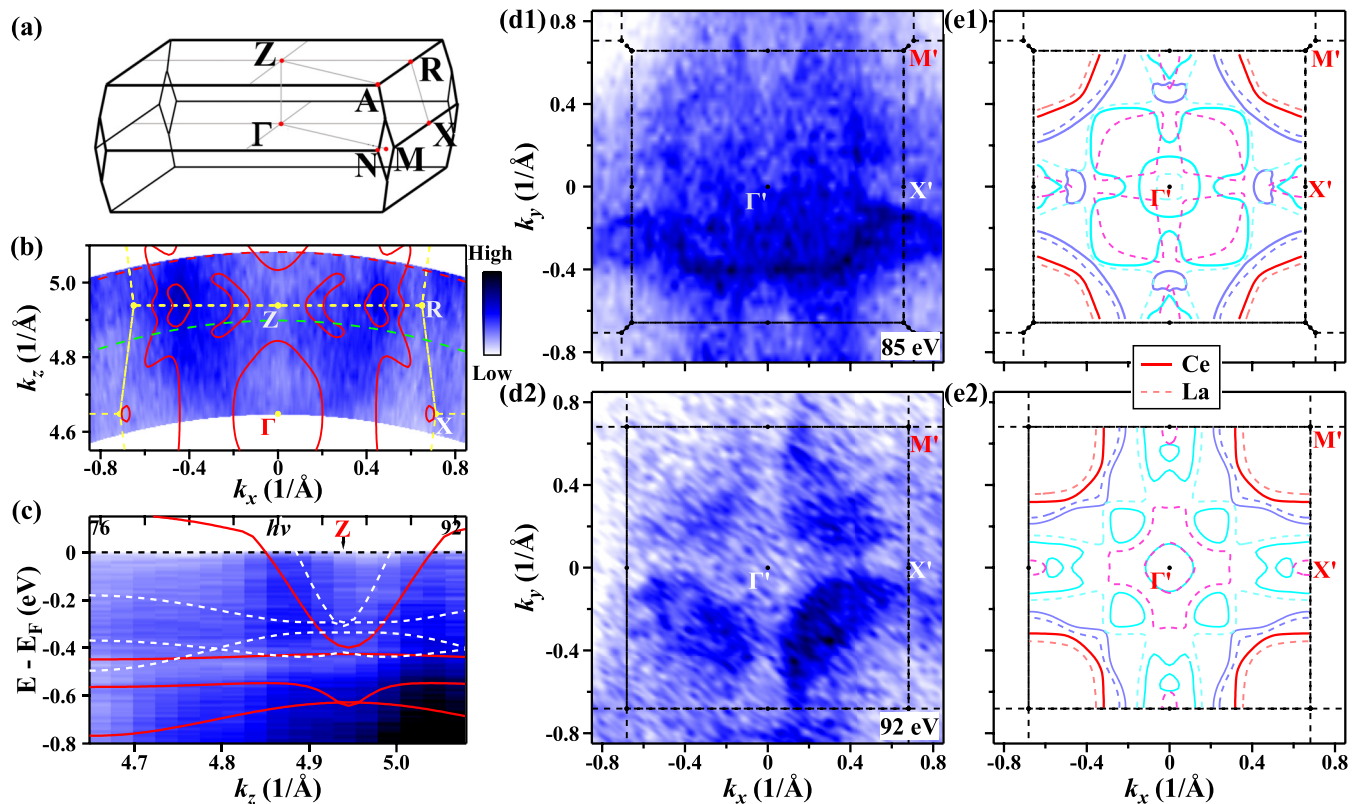 (a)
Z
R
A
Γ
X
N
M
(b)
High
Low
5.0
4.8
4.6
k_z (1/Å)
Z
R
Γ
X
-0.8
-0.4
0
0.4
0.8
k_x (1/Å)
(c)
76
hν
Z
92
0
-0.2
-0.4
-0.6
-0.8
E - E_F (eV)
4.7
4.8
4.9
5.0
k_z (1/Å)
(d1)
0.8
0.4
0
-0.4
-0.8
k_y (1/Å)
M'
Γ'
X'
85 eV
(e1)
M'
Γ'
X'
Ce
La
(d2)
0.8
0.4
0
-0.4
-0.8
k_y (1/Å)
M'
Γ'
X'
92 eV
-0.8
-0.4
0
0.4
0.8
k_x (1/Å)
(e2)
M'
Γ'
X'
-0.8
-0.4
0
0.4
0.8
k_x (1/Å)